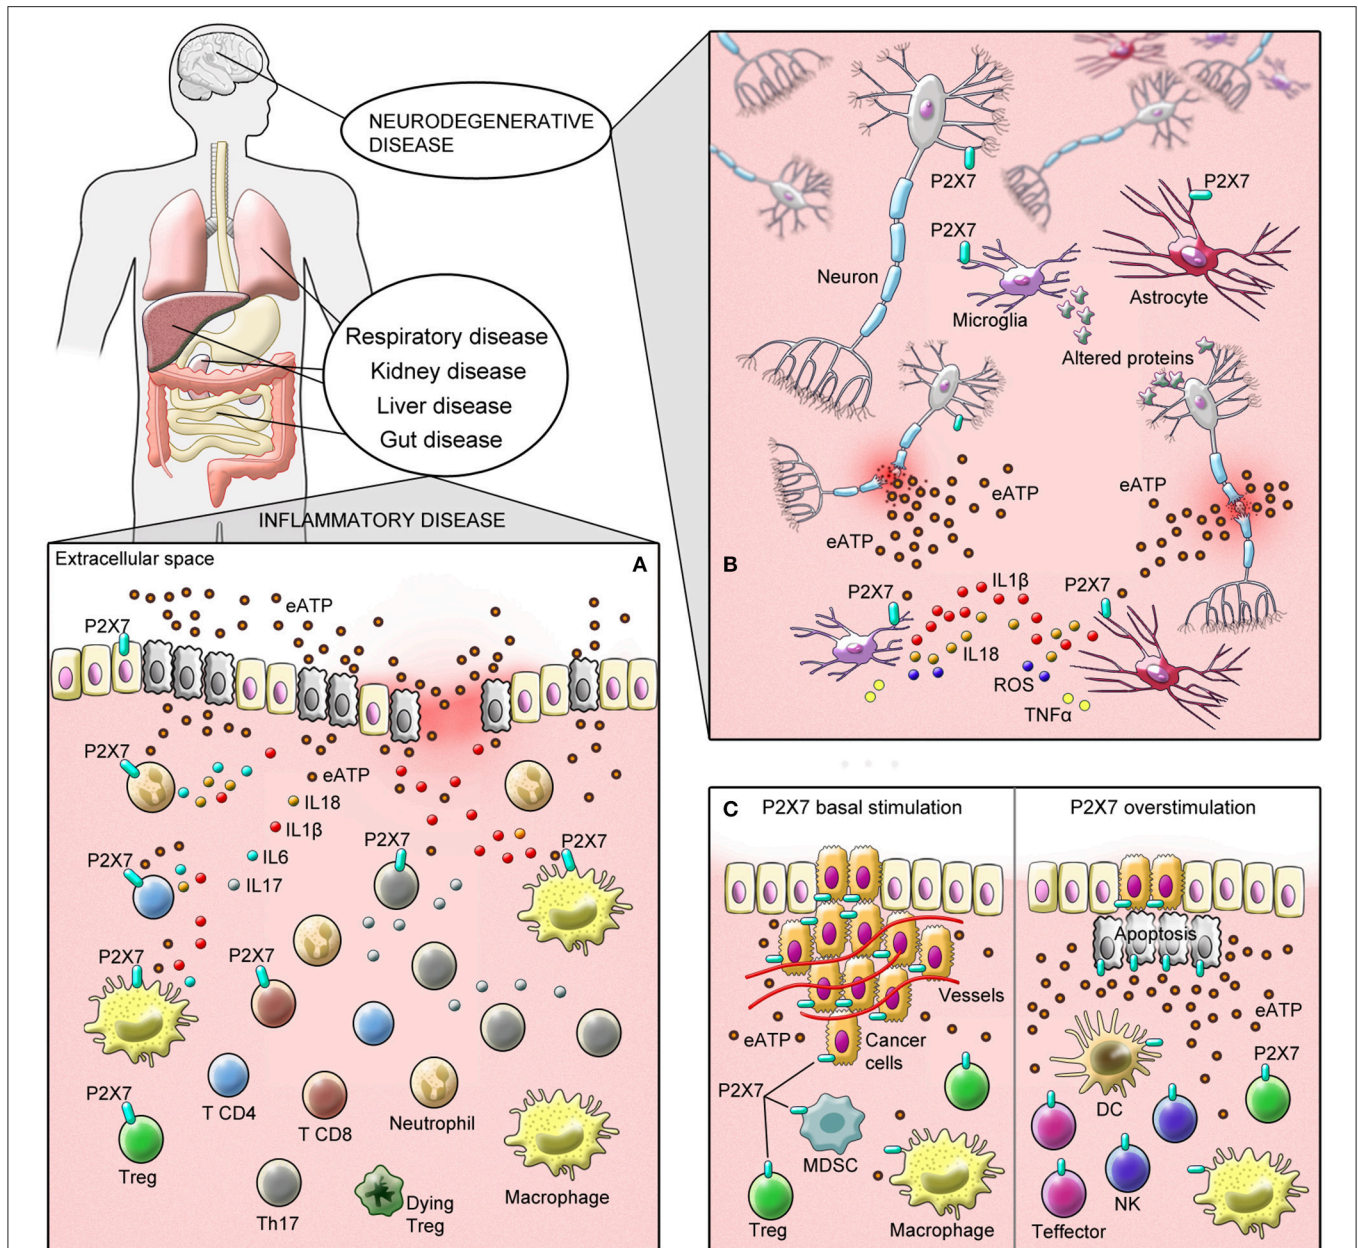 NEURODEGENERATIVE
DISEASE
Respiratory disease
Kidney disease
Liver disease
Gut disease
INFLAMMATORY DISEASE
Extracellular space
A
eATP
P2X7
P2X7
eATP
IL18
IL1β
P2X7
P2X7
P2X7
IL6
IL17
P2X7
P2X7
T CD4
T CD8
Neutrophil
P2X7
Treg
Th17
Dying
Treg
Macrophage
P2X7
P2X7
P2X7
Neuron
Astrocyte
Microglia
Altered proteins
eATP
eATP
eATP
B
P2X7
IL1β
P2X7
IL18
ROS
TNFα
C
P2X7 basal stimulation
P2X7 overstimulation
Apoptosis
Vessels
eATP
Cancer
cells
eATP
P2X7
P2X7
DC
MDSC
NK
Treg
Macrophage
Teffector